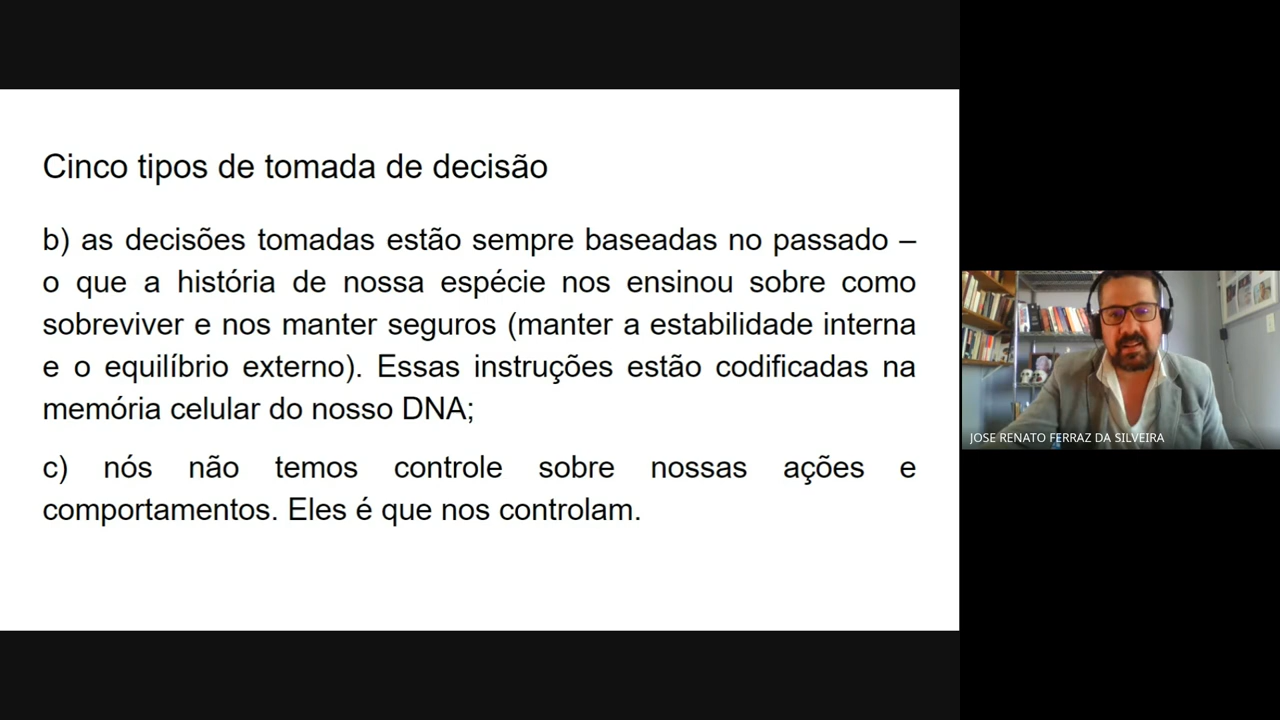 Cinco tipos de tomada de decisão
b) as decisões tomadas estão sempre baseadas no passado –
o que a história de nossa espécie nos ensinou sobre como
sobreviver e nos manter seguros (manter a estabilidade interna
e o equilíbrio externo). Essas instruções estão codificadas na
memória celular do nosso DNA;
c) nós não temos controle sobre nossas ações e
comportamentos. Eles é que nos controlam.
JOSE RENATO FERRAZ DA SILVEIRA